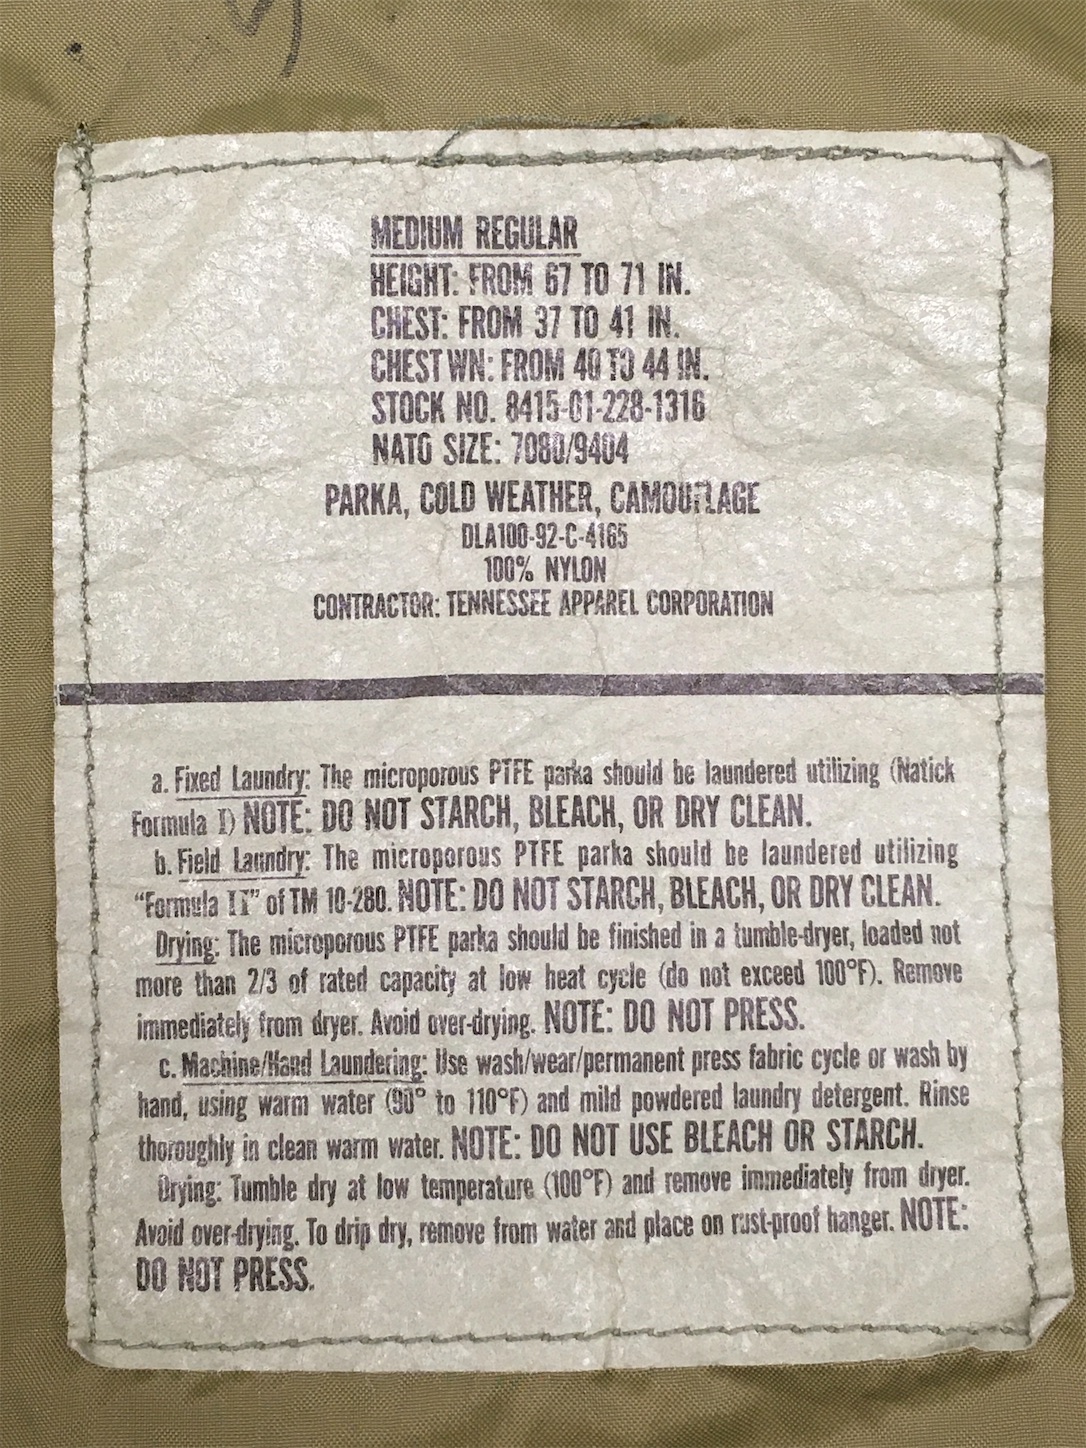 MEDIUM REGULAR
HEIGHT: FROM 67 TO 71 IN.
CHEST: FROM 37 TO 41 IN.
CHEST WN: FROM 40 TO 44 IN.
STOCK NO. 8415-01-228-1316
NATO SIZE: 7080/9404
PARKA, COLD WEATHER, CAMOUFLAGE
DLA100-92-C-4165
100% NYLON
CONTRACTOR: TENNESSEE APPAREL CORPORATION
a. Fixed Laundry: The microporous PTFE parka should be laundered utilizing (Natick
Formula I) NOTE: DO NOT STARCH, BLEACH, OR DRY CLEAN.
b. Field Laundry: The microporous PTFE parka should be laundered utilizing
“Formula II” of TM 10-280. NOTE: DO NOT STARCH, BLEACH, OR DRY CLEAN.
Drying: The microporous PTFE parka should be finished in a tumble-dryer, loaded not
more than 2/3 of rated capacity at low heat cycle (do not exceed 100°F). Remove
immediately from dryer. Avoid over-drying. NOTE: DO NOT PRESS.
c. Machine/Hand Laundering: Use wash/wear/permanent press fabric cycle or wash by
hand, using warm water (90° to 110°F) and mild powdered laundry detergent. Rinse
thoroughly in clean warm water. NOTE: DO NOT USE BLEACH OR STARCH.
Drying: Tumble dry at low temperature (100°F) and remove immediately from dryer.
Avoid over-drying. To drip dry, remove from water and place on rust-proof hanger. NOTE:
DO NOT PRESS.